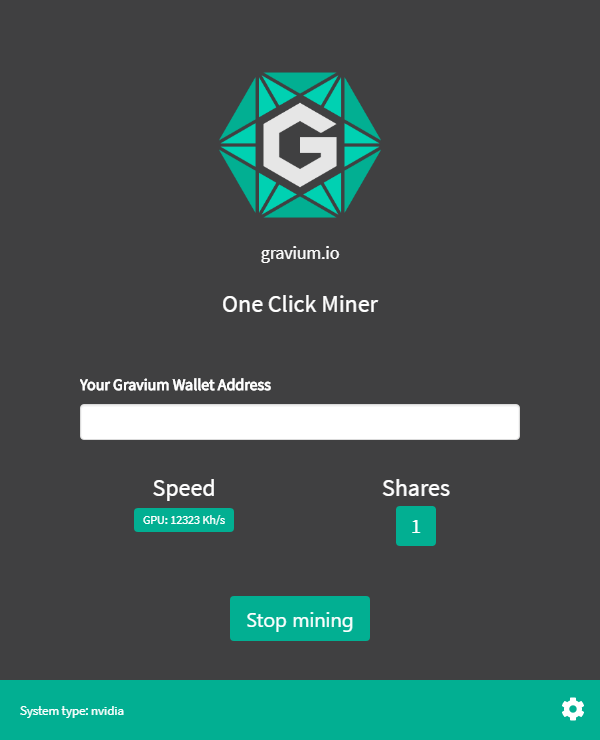 G
gravium.io
One Click Miner
Your Gravium Wallet Address
Speed
Shares
GPU: 12323 Kh/s
1
Stop mining
System type: nvidia